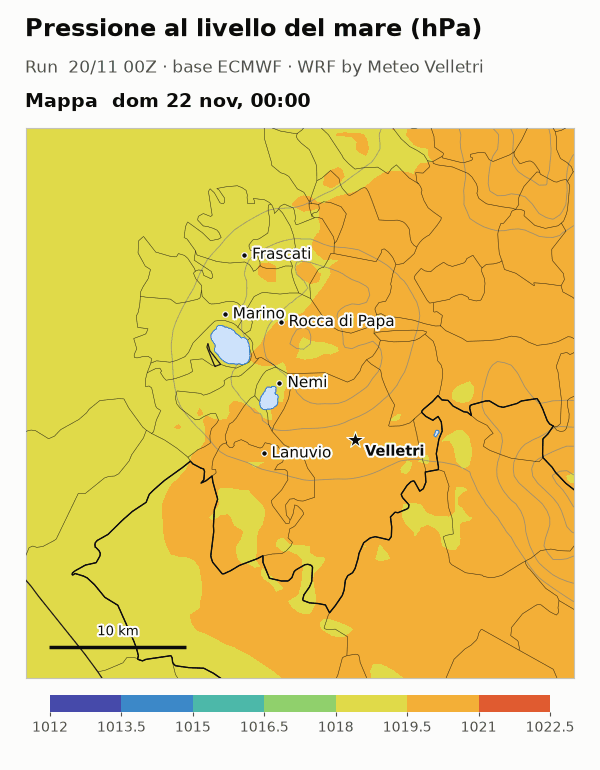 Pressione al livello del mare (hPa)
Run  20/11 00Z · base ECMWF · WRF by Meteo Velletri
Mappa  dom 22 nov, 00:00
Frascati
Marino
Rocca di Papa
Nemi
Velletri
Lanuvio
10 km
1012 1013.5 1015 1016.5 1018 1019.5 1021 1022.5